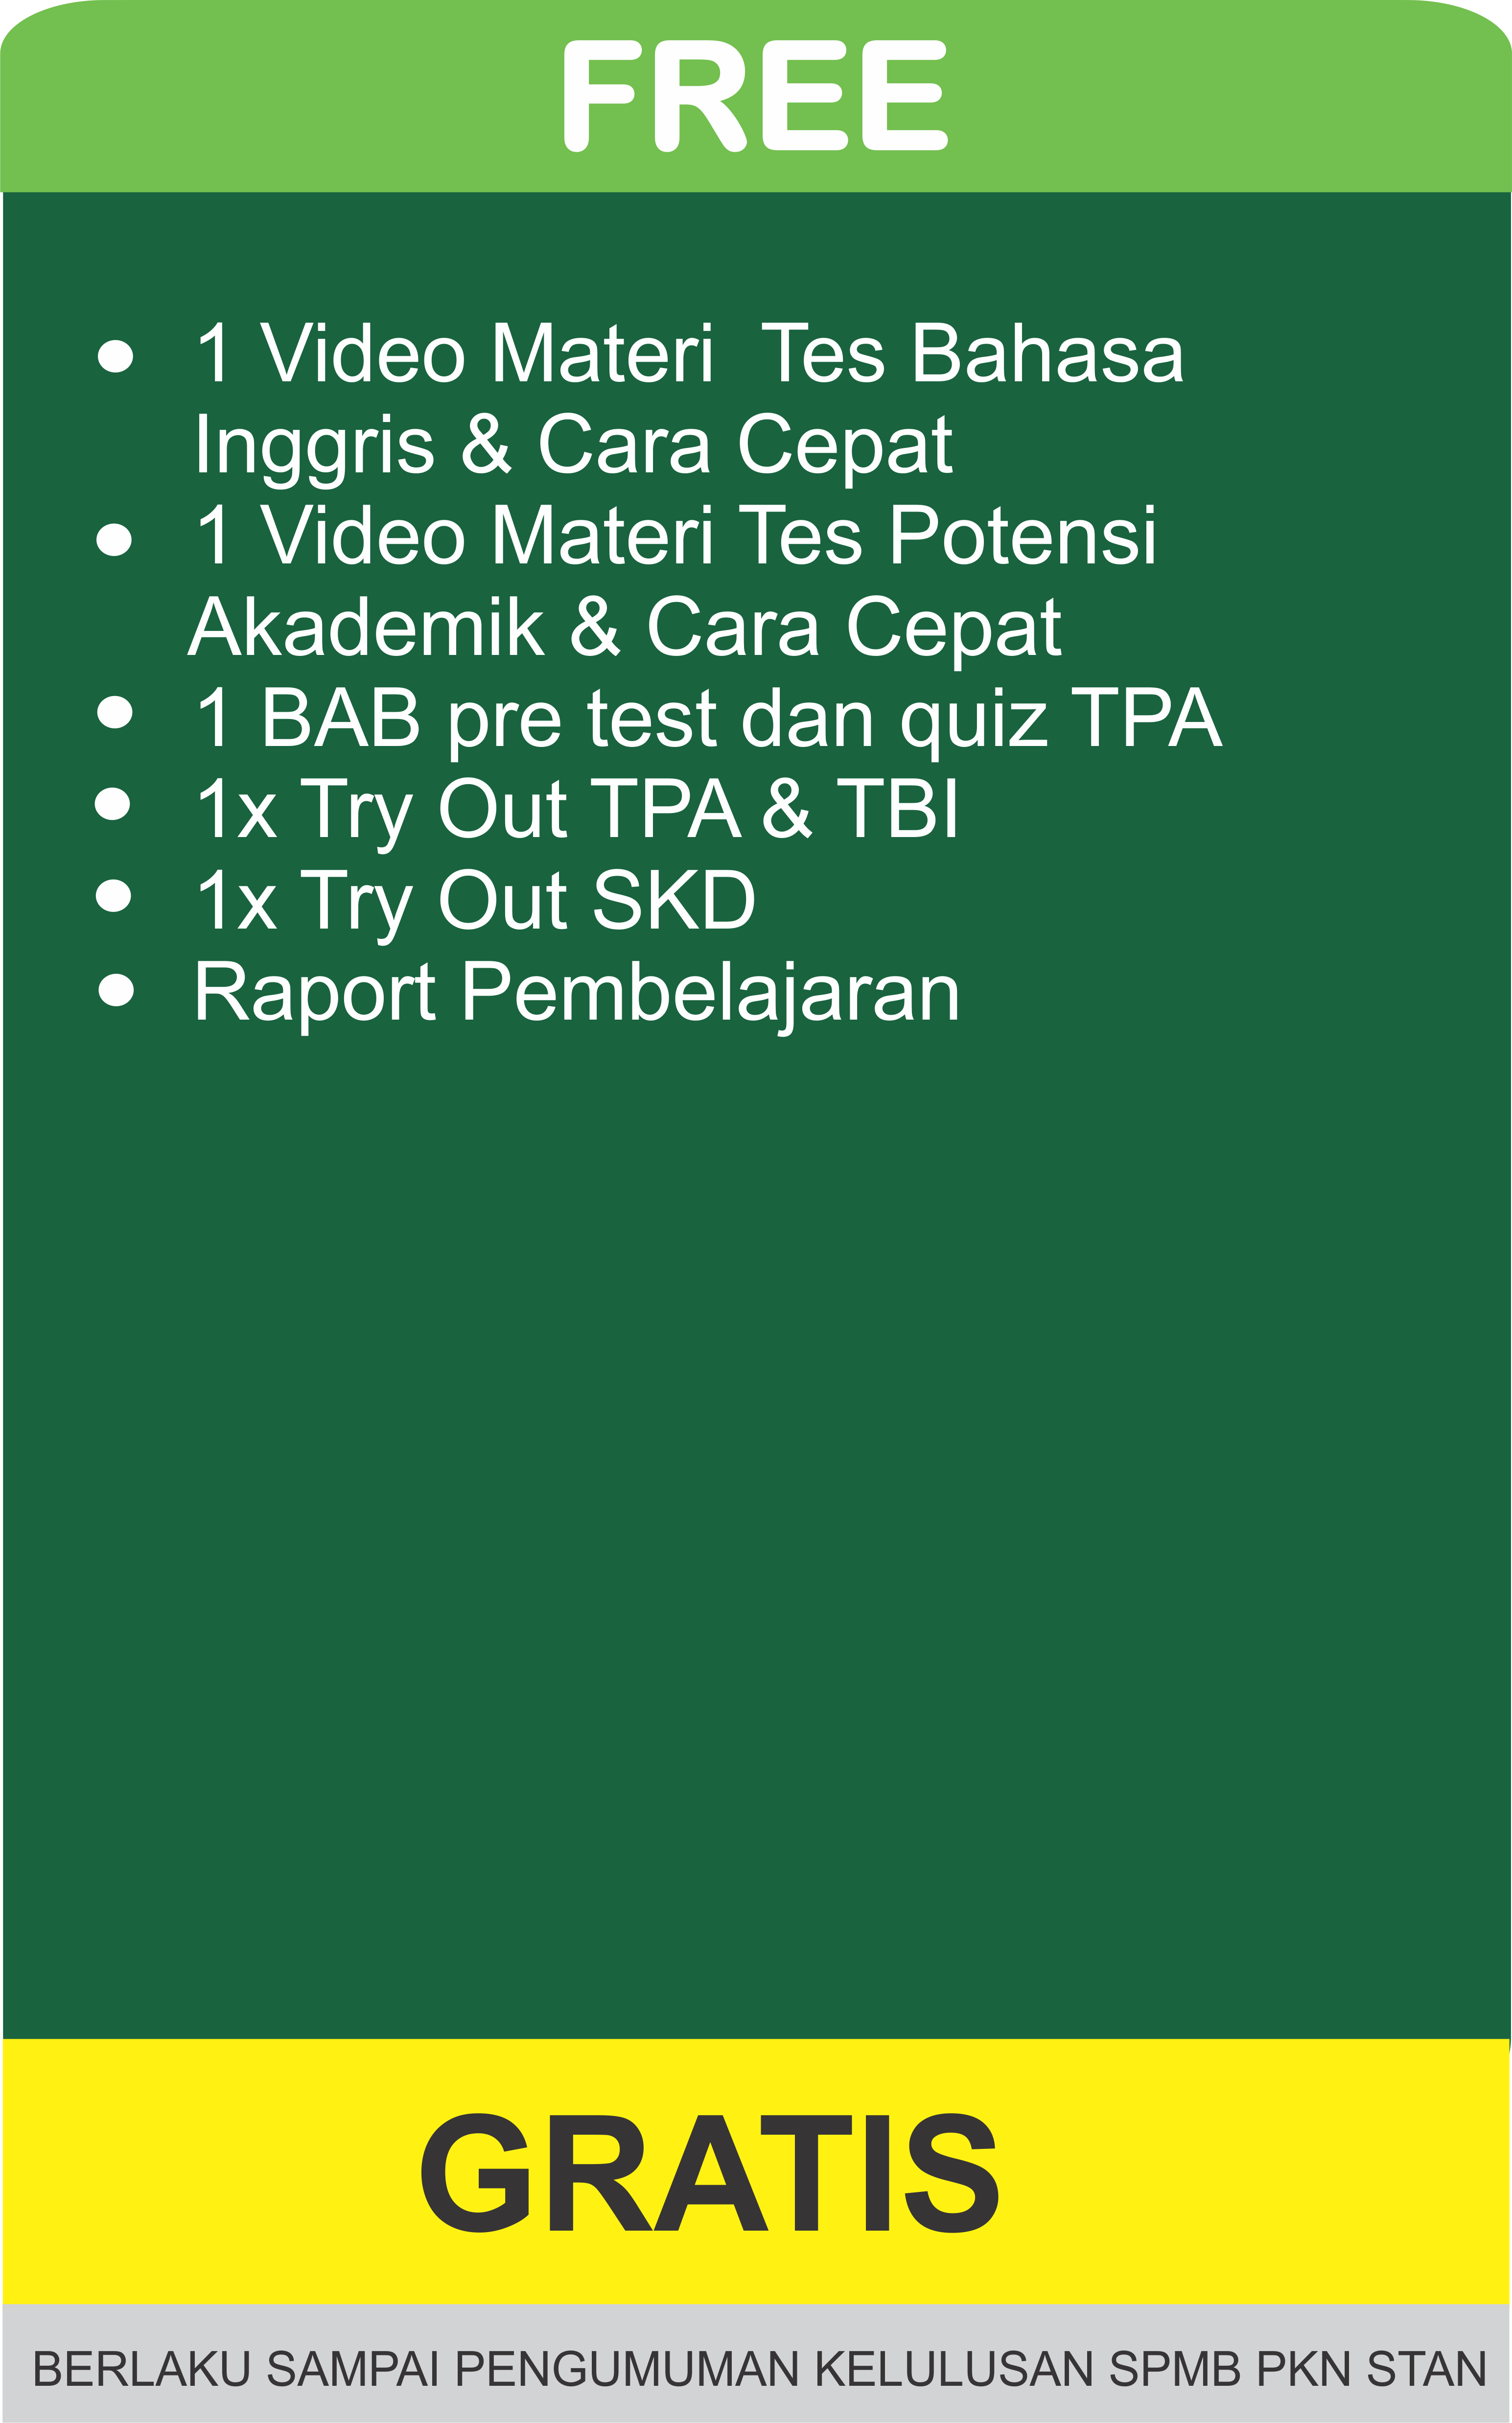 FREE
• 1 Video Materi Tes Bahasa
Inggris & Cara Cepat
• 1 Video Materi Tes Potensi
Akademik & Cara Cepat
• 1 BAB pre test dan quiz TPA
• 1x Try Out TPA & TBI
• 1x Try Out SKD
• Raport Pembelajaran
GRATIS
BERLAKU SAMPAI PENGUMUMAN KELULUSAN SPMB PKN STAN